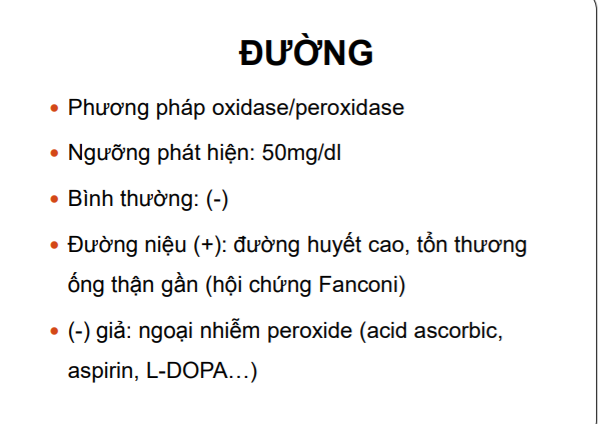 ĐƯỜNG
• Phương pháp oxidase/peroxidase
• Ngưỡng phát hiện: 50mg/dl
• Bình thường: (-)
• Đường niệu (+): đường huyết cao, tổn thương
ống thận gần (hội chứng Fanconi)
• (-) giả: ngoại nhiễm peroxide (acid ascorbic,
aspirin, L-DOPA…)